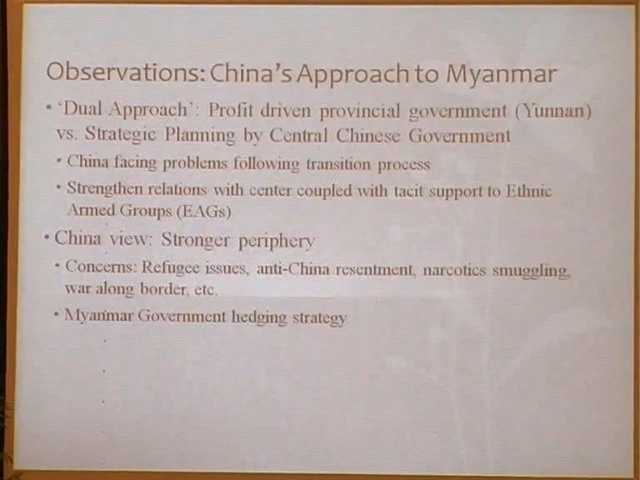 Observations: China's Approach to Myanmar
• 'Dual Approach': Profit driven provincial government (Yunnan)
vs. Strategic Planning by Central Chinese Government
• China facing problems following transition process
• Strengthen relations with center coupled with tacit support to Ethnic
Armed Groups (EAGs)
• China view: Stronger periphery
• Concerns: Refugee issues, anti-China resentment, narcotics smuggling,
war along border, etc.
• Myanmar Government hedging strategy